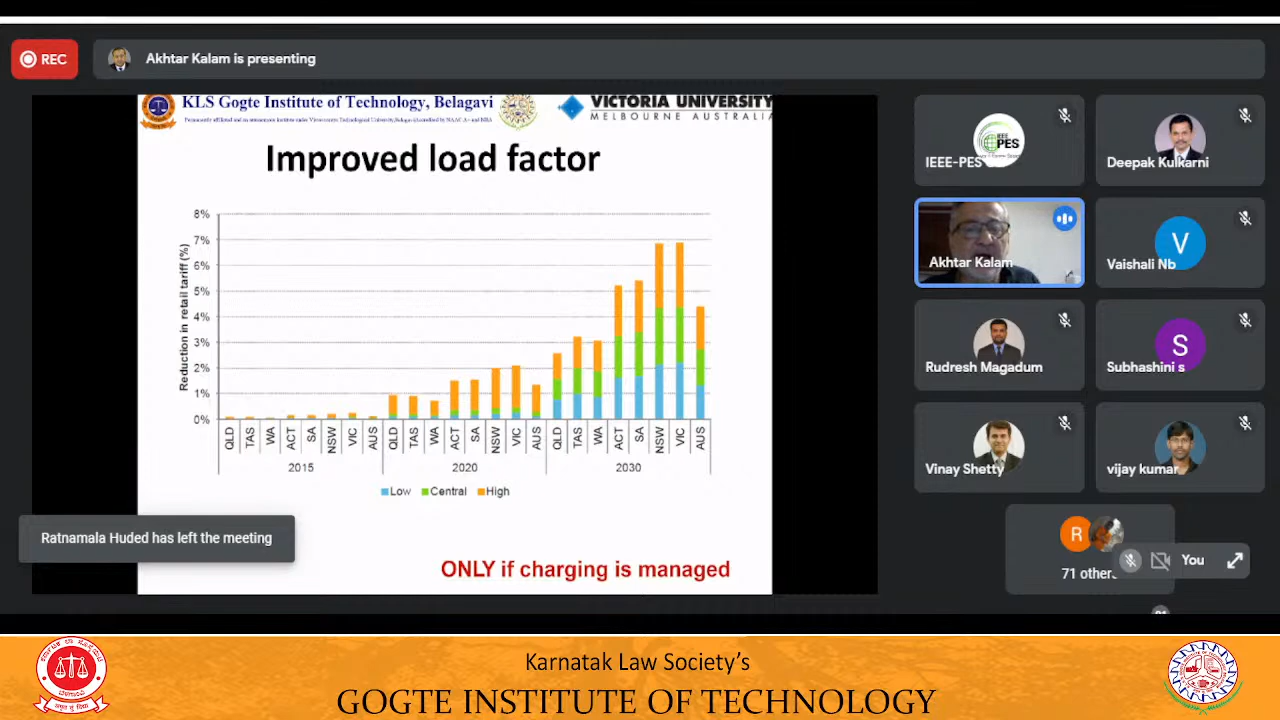 REC
Akhtar Kalam is presenting
KLS Gogte Institute of Technology, Belagavi
VICTORIA UNIVERSITY
MELBOURNE AUSTRALIA
Improved load factor
Reduction in retail tariff (%)
8%
7%
6%
5%
4%
3%
2%
1%
0%
QLD TAS WA ACT SA NSW VIC AUS QLD TAS WA ACT SA NSW VIC AUS QLD TAS WA ACT SA NSW VIC AUS
2015 2020 2030
Low Central High
ONLY if charging is managed
Ratnamala Huded has left the meeting
PES
IEEE-PES
Deepak Kulkarni
Akhtar Kalam
V
Vaishali Nb
Rudresh Magadum
S
Subhashini s
Vinay Shetty
vijay kumar
R
71 others
You
Karnatak Law Society's
GOGTE INSTITUTE OF TECHNOLOGY